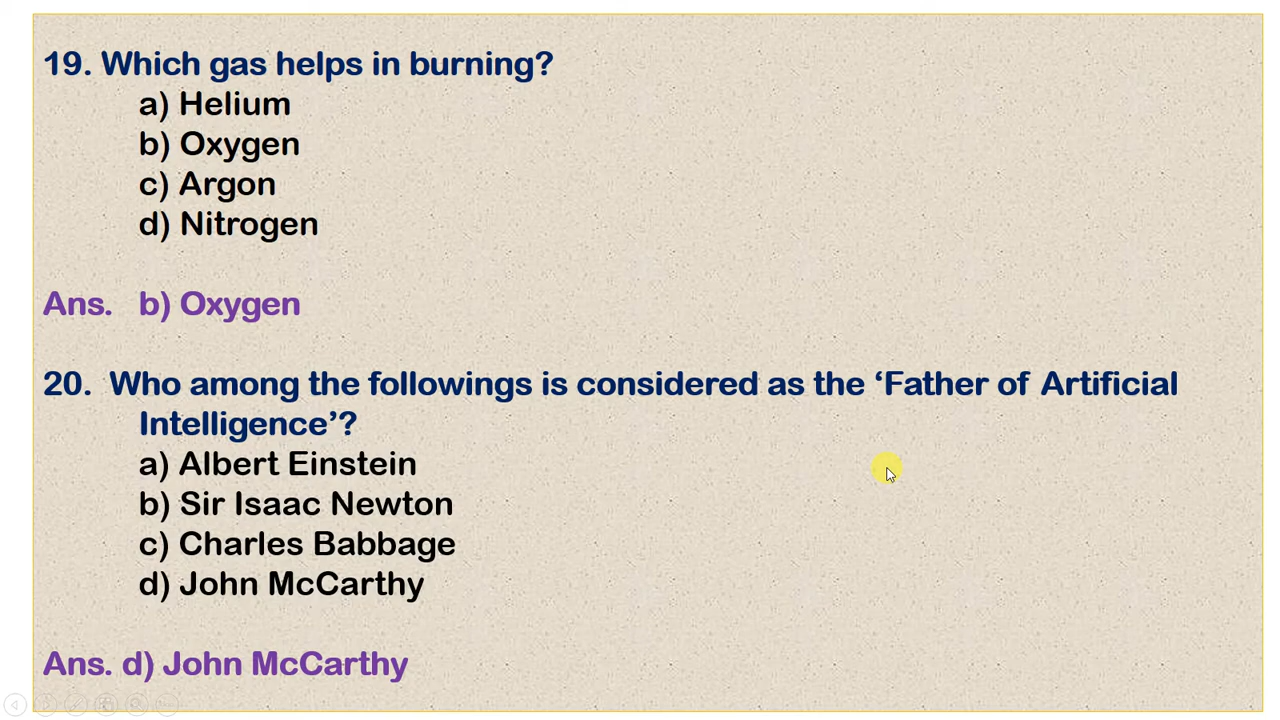 19. Which gas helps in burning?
a) Helium
b) Oxygen
c) Argon
d) Nitrogen
Ans. b) Oxygen
20. Who among the followings is considered as the ‘Father of Artificial
Intelligence’?
a) Albert Einstein
b) Sir Isaac Newton
c) Charles Babbage
d) John McCarthy
Ans. d) John McCarthy